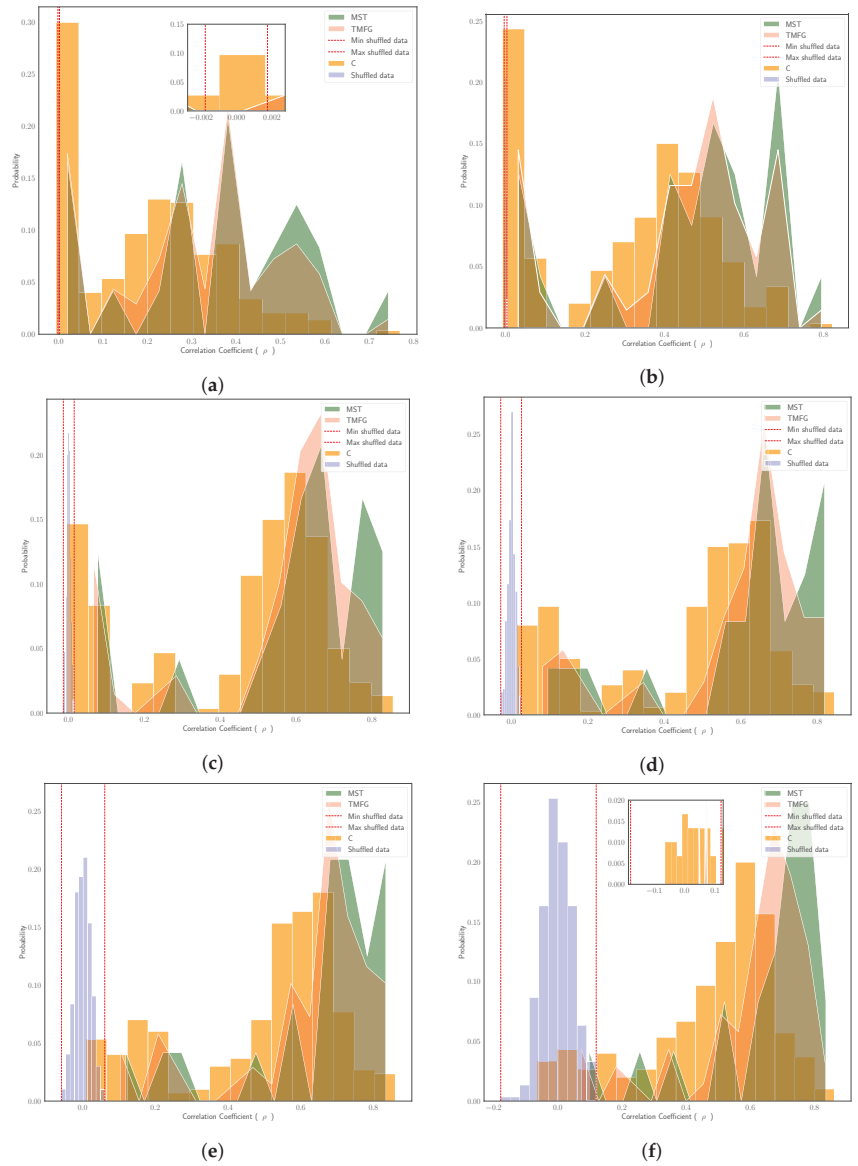 MST
TMFG
Min shuffled data
Max shuffled data
C
Shuffled data
0.30
0.25
0.20
0.15
0.10
0.05
0.00
Probability
0.15
0.10
0.05
0.00
−0.002
0.000
0.002
0.0
0.1
0.2
0.3
0.4
0.5
0.6
0.7
0.8
Correlation Coefficient ( ρ )
(a)
MST
TMFG
Min shuffled data
Max shuffled data
C
Shuffled data
0.25
0.20
0.15
0.10
0.05
0.00
Probability
0.0
0.2
0.4
0.6
0.8
Correlation Coefficient ( ρ )
(b)
MST
TMFG
Min shuffled data
Max shuffled data
C
Shuffled data
0.20
0.15
0.10
0.05
0.00
Probability
0.0
0.2
0.4
0.6
0.8
Correlation Coefficient ( ρ )
(c)
MST
TMFG
Min shuffled data
Max shuffled data
C
Shuffled data
0.25
0.20
0.15
0.10
0.05
0.00
Probability
0.0
0.2
0.4
0.6
0.8
Correlation Coefficient ( ρ )
(d)
MST
TMFG
Min shuffled data
Max shuffled data
C
Shuffled data
0.25
0.20
0.15
0.10
0.05
0.00
Probability
0.0
0.2
0.4
0.6
0.8
Correlation Coefficient ( ρ )
(e)
MST
TMFG
Min shuffled data
Max shuffled data
C
Shuffled data
0.25
0.20
0.15
0.10
0.05
0.00
Probability
0.020
0.015
0.010
0.005
0.000
−0.1
0.0
0.1
−0.2
0.0
0.2
0.4
0.6
0.8
Correlation Coefficient ( ρ )
(f)